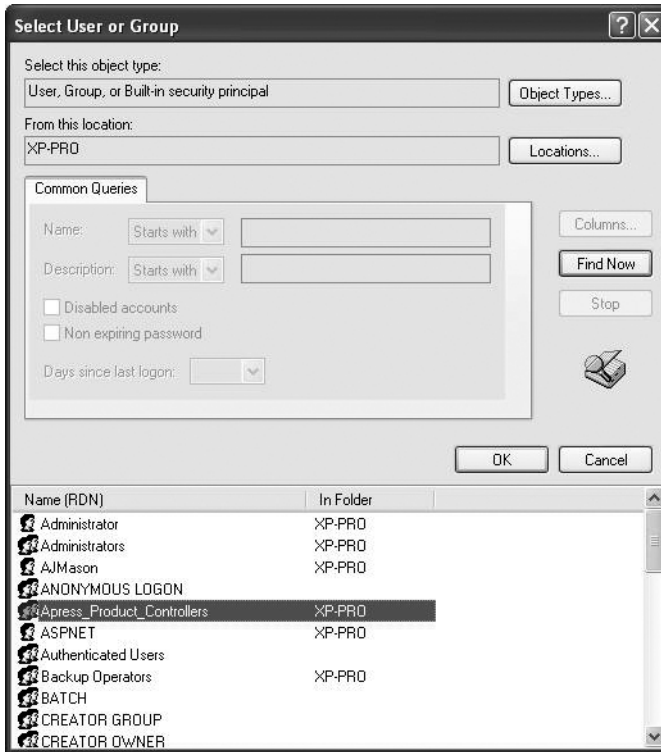 Select User or Group
Select this object type:
User, Group, or Built-in security principal
Object Types...
From this location:
XP-PRO
Locations...
Common Queries
Name:
Starts with
Columns...
Description:
Starts with
Find Now
Disabled accounts
Stop
Non expiring password
Days since last logon:
OK
Cancel
Name (RDN) In Folder
Administrator XP-PRO
Administrators XP-PRO
AJMason XP-PRO
ANONYMOUS LOGON
Apress_Product_Controllers XP-PRO
ASPNET XP-PRO
Authenticated Users
Backup Operators XP-PRO
BATCH
CREATOR GROUP
CREATOR OWNER